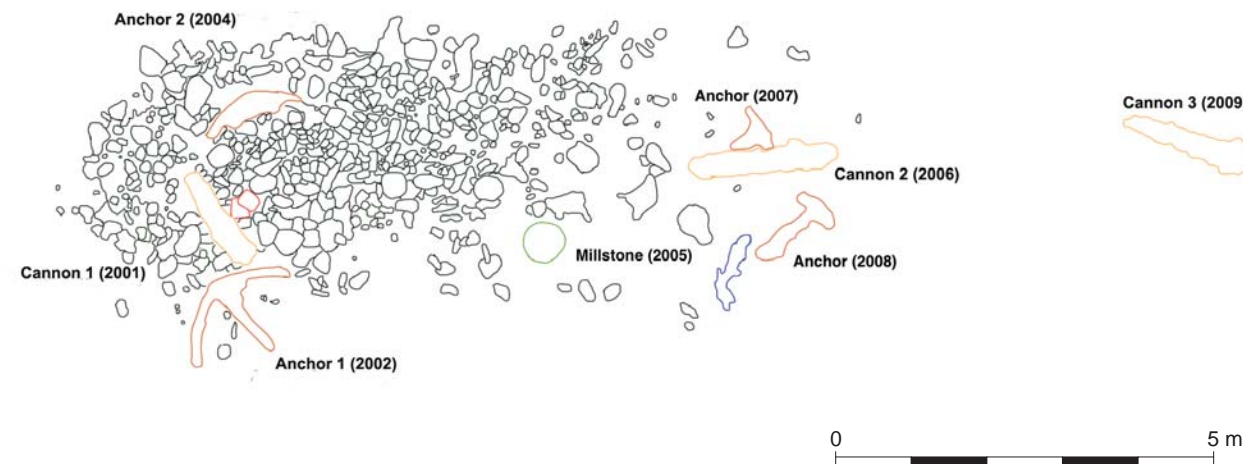 Anchor 2 (2004)
Anchor (2007)
Cannon 3 (2009)
Cannon 2 (2006)
Millstone (2005)
Anchor (2008)
Cannon 1 (2001)
Anchor 1 (2002)
0 5 m